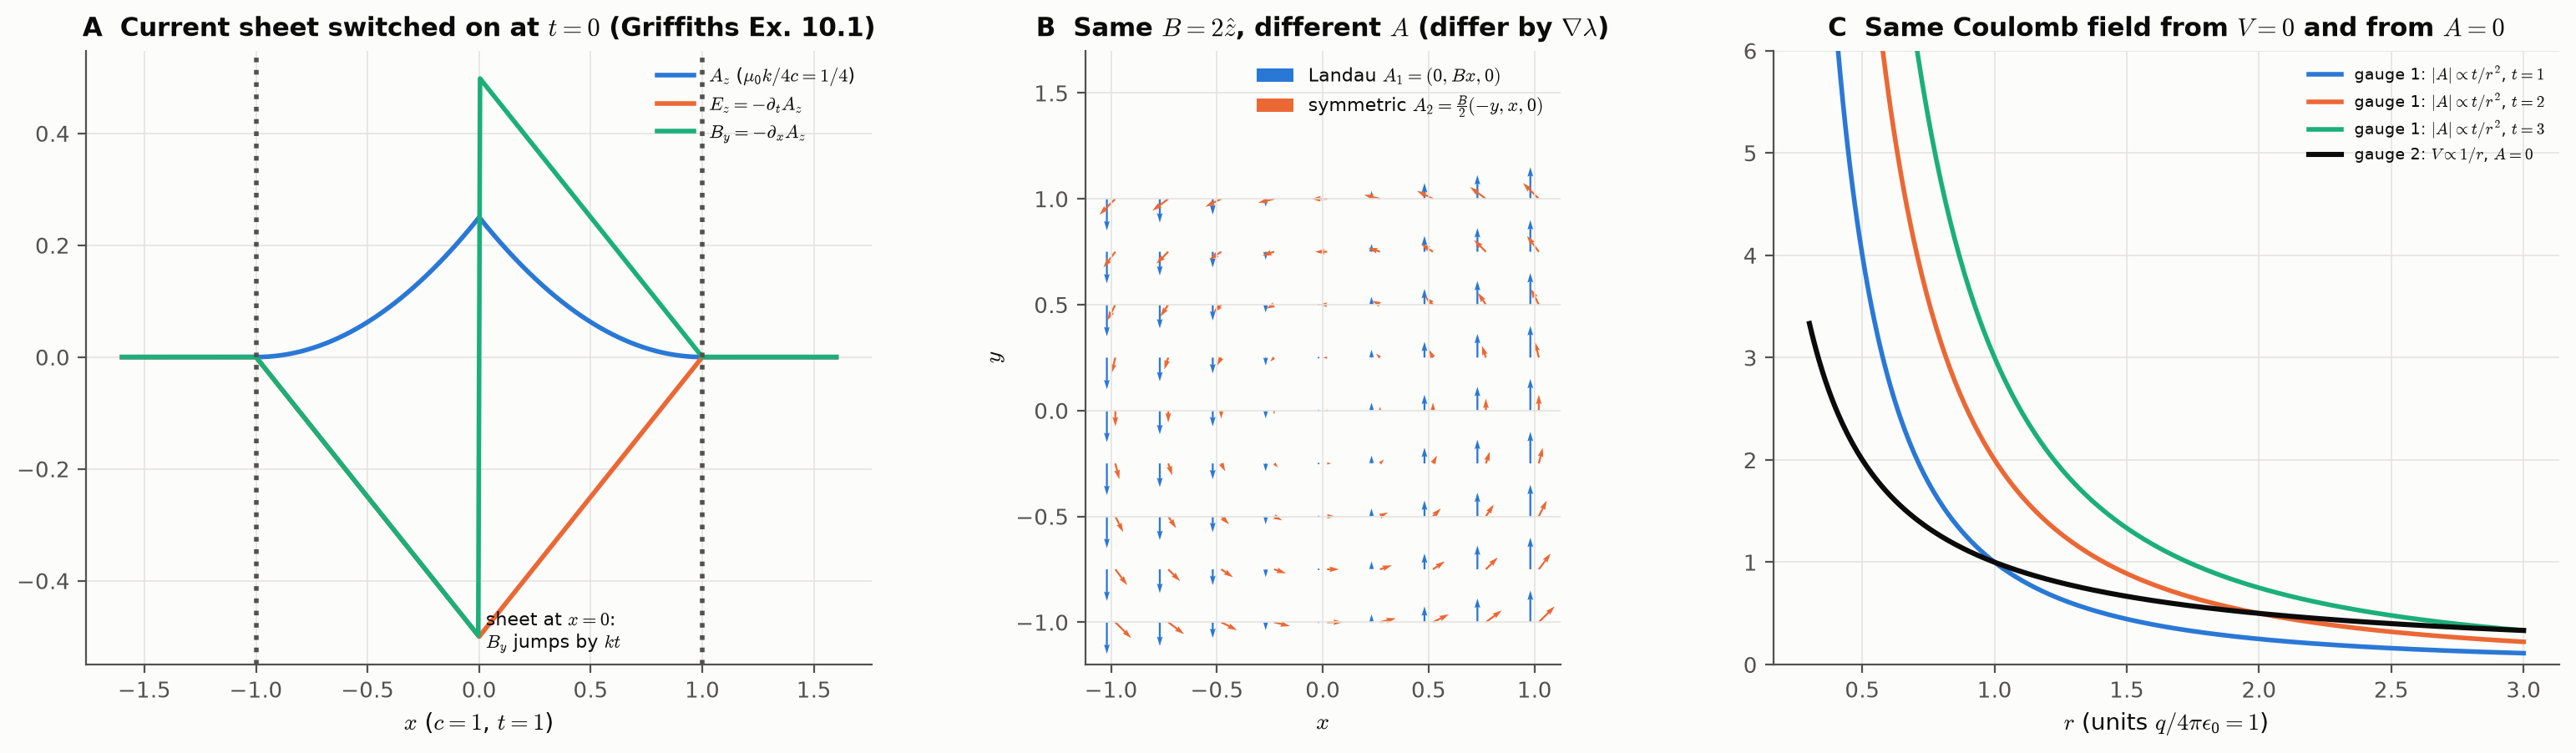 A Current sheet switched on at t = 0 (Griffiths Ex. 10.1)
A_z (μ₀k/4c = 1/4)
E_z = −∂_t A_z
B_y = −∂_x A_z
0.4
0.2
0.0
−0.2
−0.4
sheet at x = 0:
B_y jumps by kt
−1.5 −1.0 −0.5 0.0 0.5 1.0 1.5
x (c = 1, t = 1)
B Same B = 2ẑ, different A (differ by ∇λ)
Landau A₁ = (0, Bx, 0)
symmetric A₂ = B/2(−y, x, 0)
1.5
1.0
0.5
0.0
−0.5
−1.0
y
−1.0 −0.5 0.0 0.5 1.0
x
C Same Coulomb field from V = 0 and from A = 0
gauge 1: |A| ∝ t/r², t = 1
gauge 1: |A| ∝ t/r², t = 2
gauge 1: |A| ∝ t/r², t = 3
gauge 2: V ∝ 1/r, A = 0
6
5
4
3
2
1
0
0.5 1.0 1.5 2.0 2.5 3.0
r (units q/4πϵ₀ = 1)